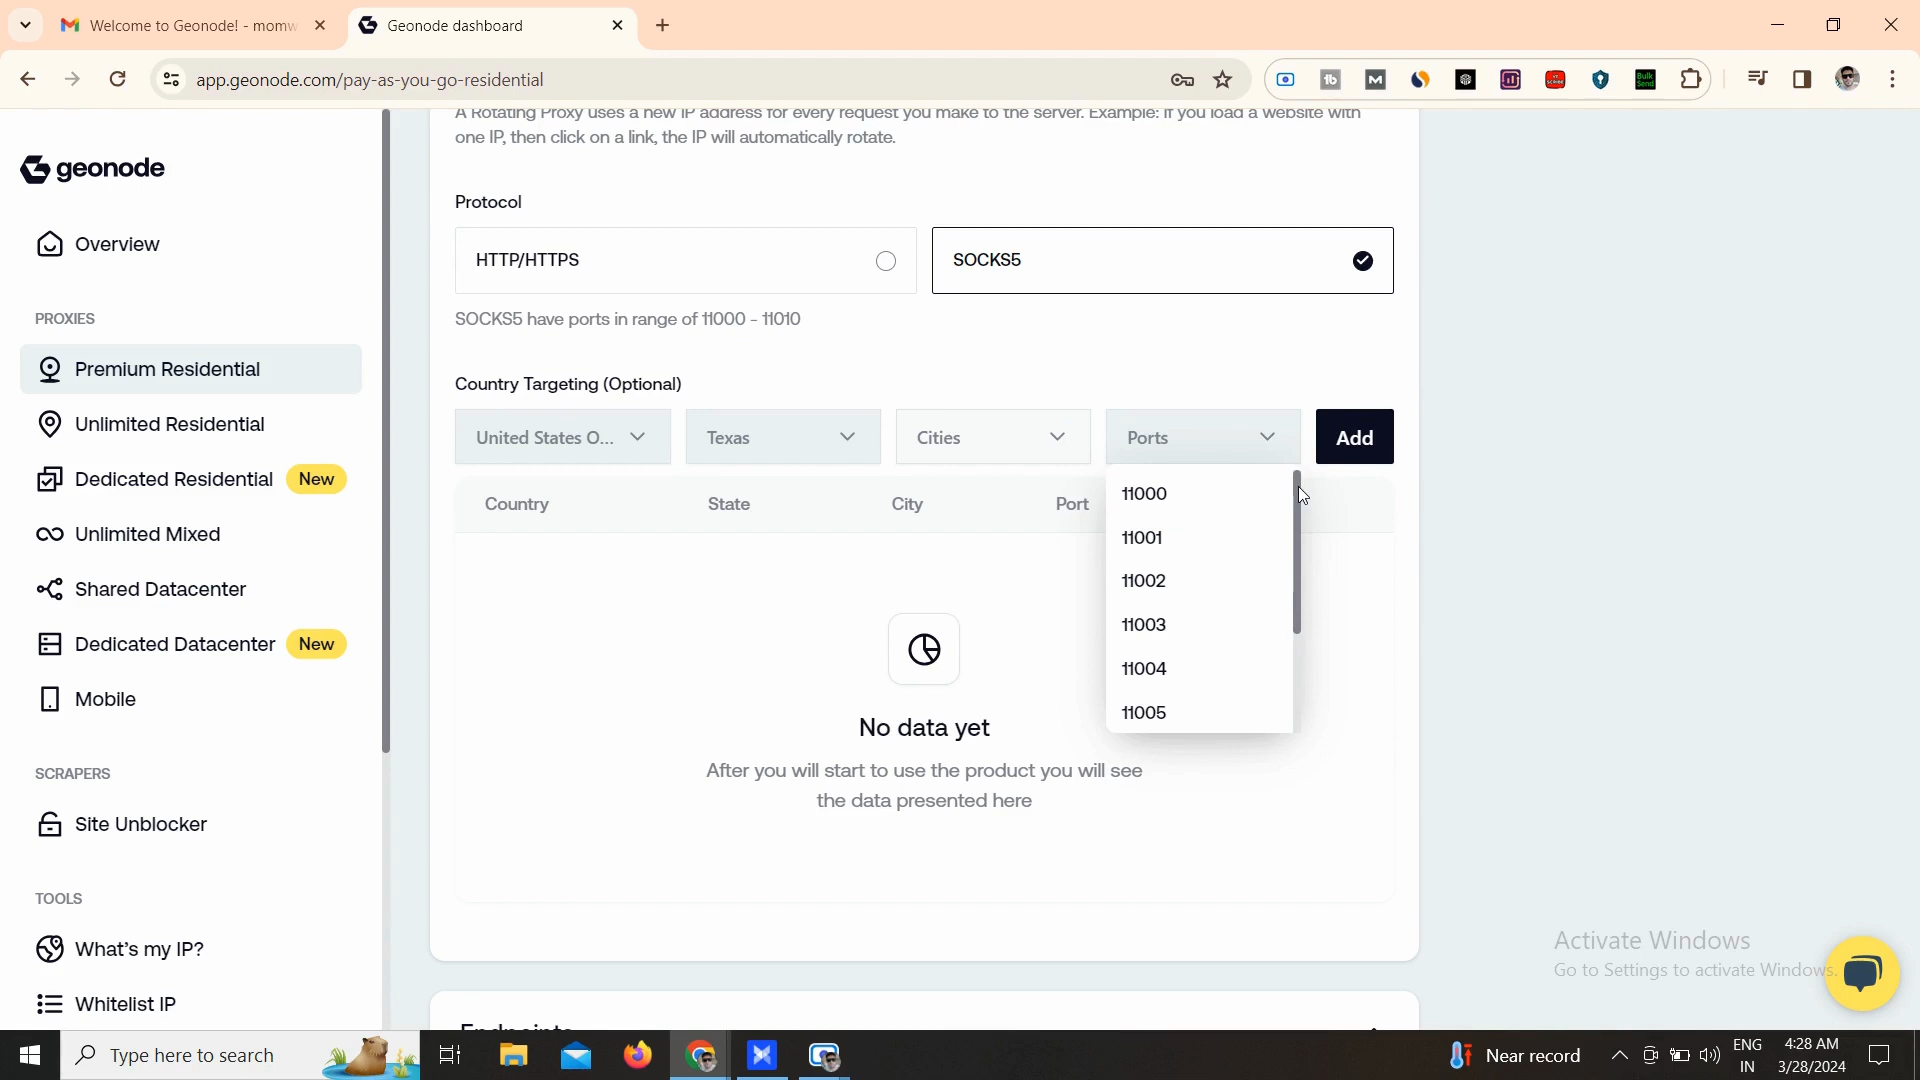 Welcome to Geonode! - momw
Geonode dashboard
app.geonode.com/pay-as-you-go-residential
geonode
Overview
PROXIES
Premium Residential
Unlimited Residential
Dedicated Residential New
Unlimited Mixed
Shared Datacenter
Dedicated Datacenter New
Mobile
SCRAPERS
Site Unblocker
TOOLS
What's my IP?
Whitelist IP
A Rotating Proxy uses a new IP address for every request you make to the server. Example: If you load a website with
one IP, then click on a link, the IP will automatically rotate.
Protocol
HTTP/HTTPS
SOCKS5
SOCKS5 have ports in range of 11000 - 11010
Country Targeting (Optional)
United States O... Texas Cities Ports Add
Country State City Port
11000
11001
11002
11003
11004
11005
No data yet
After you will start to use the product you will see
the data presented here
Endpoints
Activate Windows
Go to Settings to activate Windows.
Type here to search
Near record
ENG
IN
4:28 AM
3/28/2024